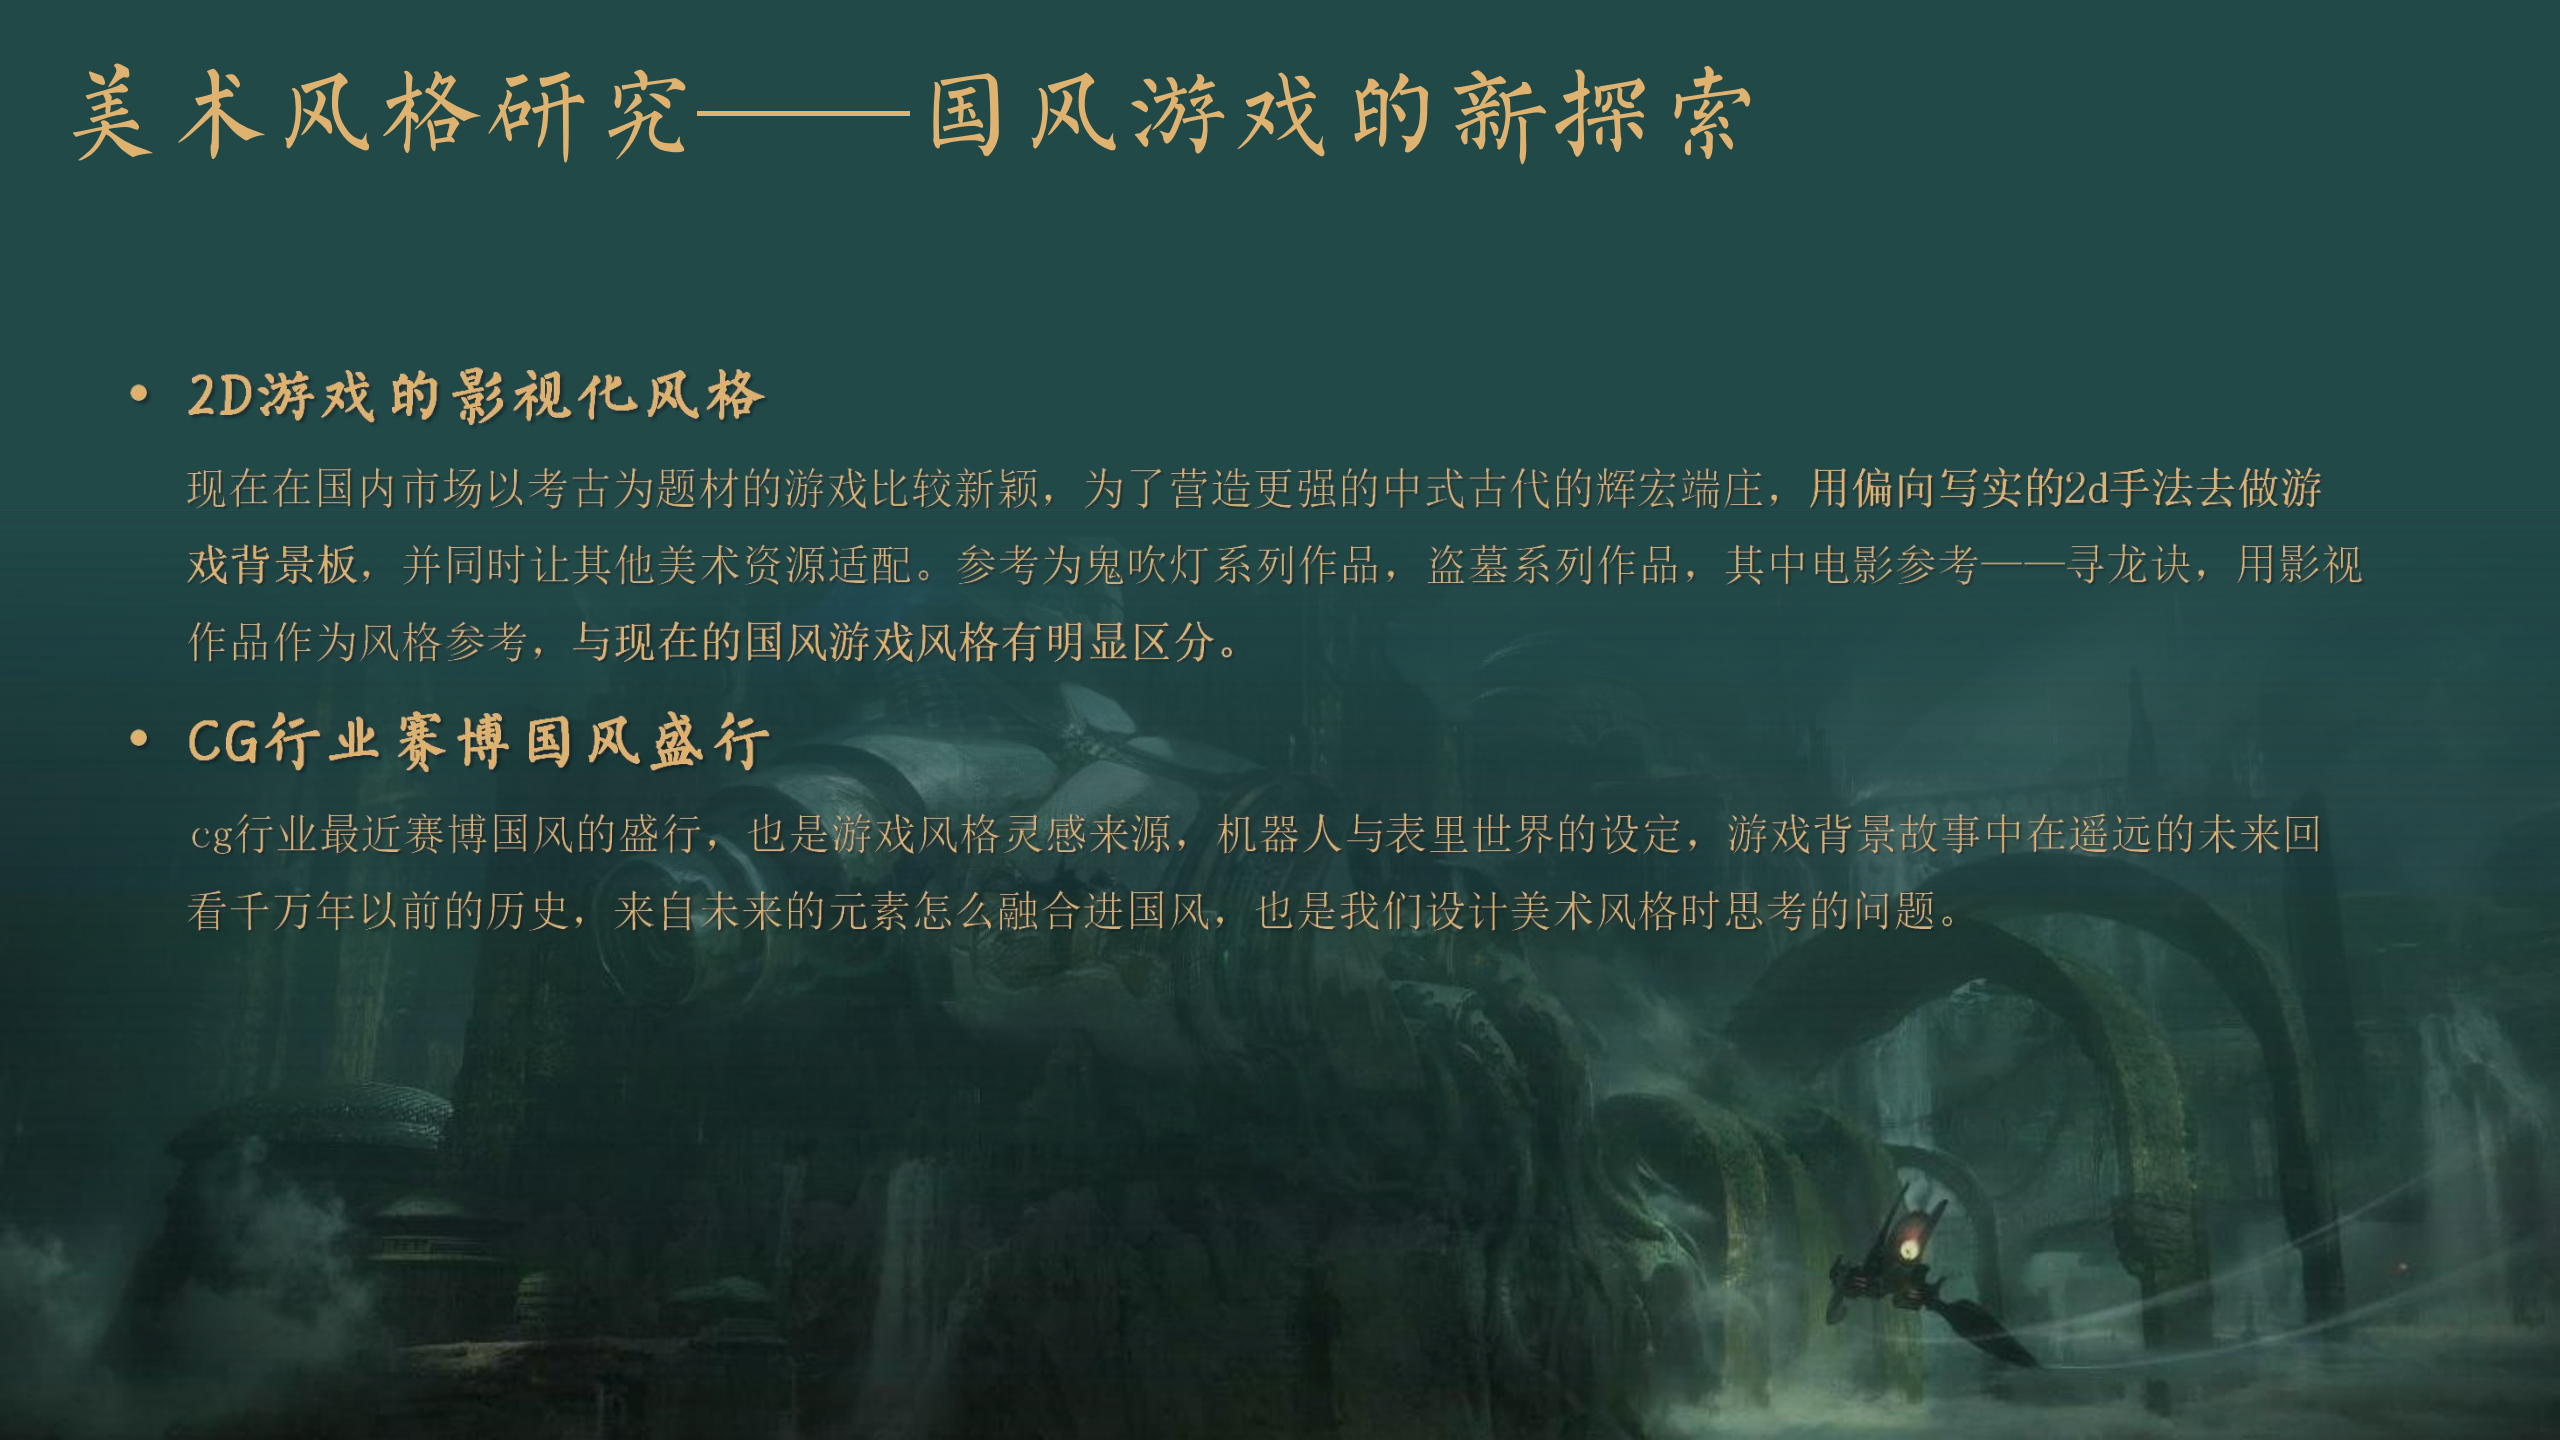 美术风格研究——国风游戏的新探索
• 2D游戏的影视化风格
现在在国内市场以考古为题材的游戏比较新颖，为了营造更强的中式古代的辉宏端庄，用偏向写实的2d手法去做游
戏背景板，并同时让其他美术资源适配。参考为鬼吹灯系列作品，盗墓系列作品，其中电影参考——寻龙诀，用影视
作品作为风格参考，与现在的国风游戏风格有明显区分。
• CG行业赛博国风盛行
cg行业最近赛博国风的盛行，也是游戏风格灵感来源，机器人与表里世界的设定，游戏背景故事中在遥远的未来回
看千万年以前的历史，来自未来的元素怎么融合进国风，也是我们设计美术风格时思考的问题。